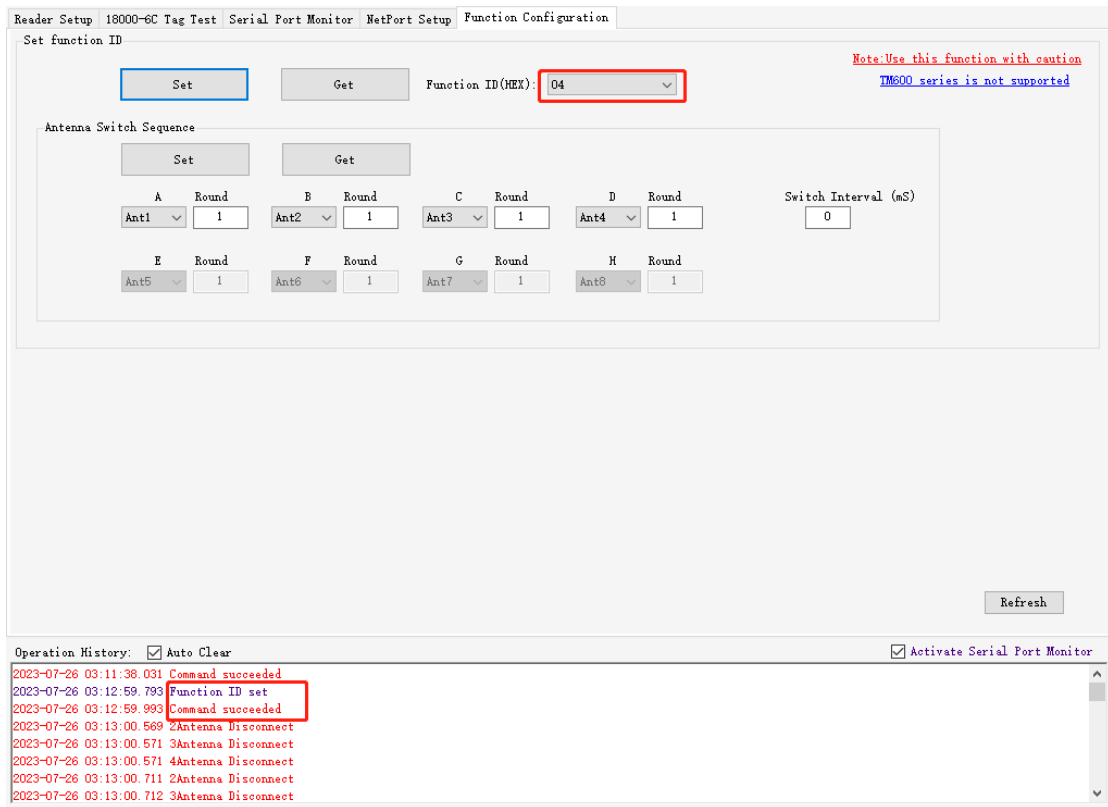 Reader Setup 18000-6C Tag Test Serial Port Monitor NetPort Setup Function Configuration
Set function ID
Note:Use this function with caution
Set Get Function ID(HEX): 04
TM600 series is not supported
Antenna Switch Sequence
Set Get
A Round B Round C Round D Round Switch Interval (mS)
Ant1 1 Ant2 1 Ant3 1 Ant4 1 0
E Round F Round G Round H Round
Ant5 1 Ant6 1 Ant7 1 Ant8 1
Refresh
Operation History: Auto Clear Activate Serial Port Monitor
2023-07-26 03:11:38.031 Command succeeded
2023-07-26 03:12:59.793 Function ID set
2023-07-26 03:12:59.993 Command succeeded
2023-07-26 03:13:00.569 2Antenna Disconnect
2023-07-26 03:13:00.571 3Antenna Disconnect
2023-07-26 03:13:00.571 4Antenna Disconnect
2023-07-26 03:13:00.711 2Antenna Disconnect
2023-07-26 03:13:00.712 3Antenna Disconnect